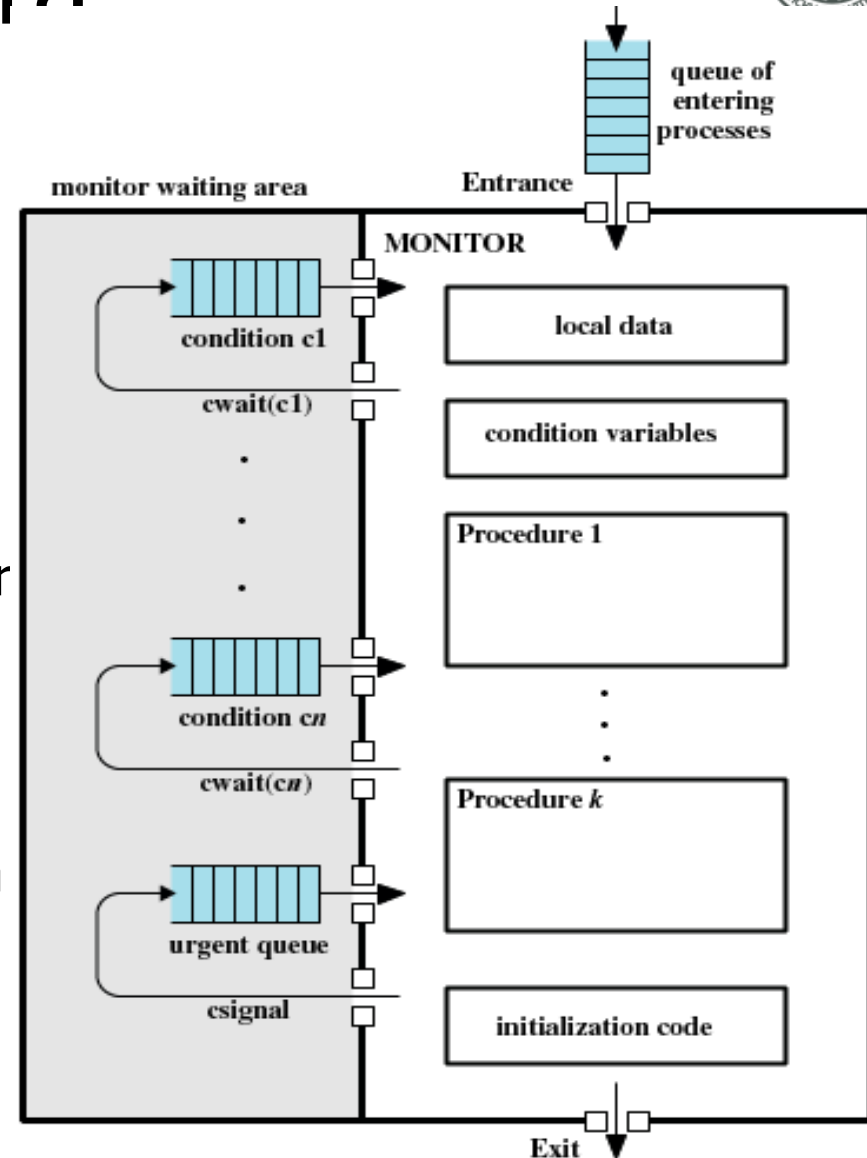 queue of
entering
processes
Entrance
monitor waiting area
MONITOR
condition c1
cwait(c1)
local data
condition variables
Procedure 1
condition cn
cwait(cn)
Procedure k
urgent queue
csignal
initialization code
Exit